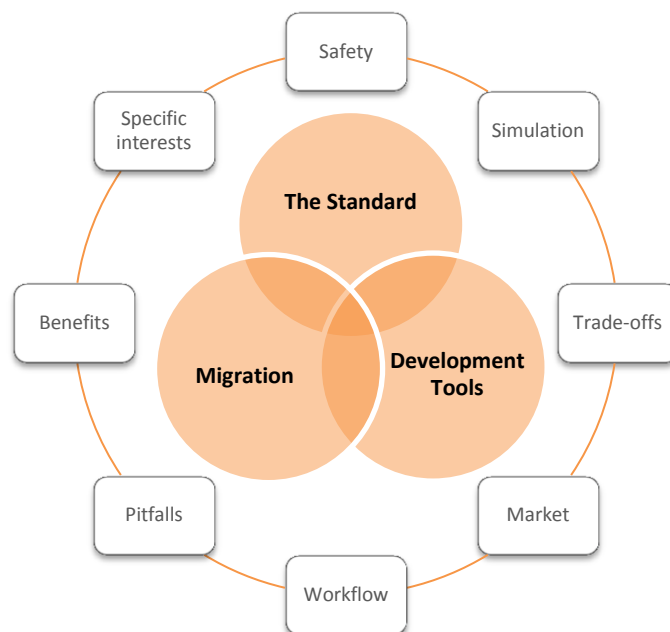 Safety
Specific
interests
Simulation
The Standard
Benefits
Trade-offs
Migration
Development
Tools
Pitfalls
Market
Workflow